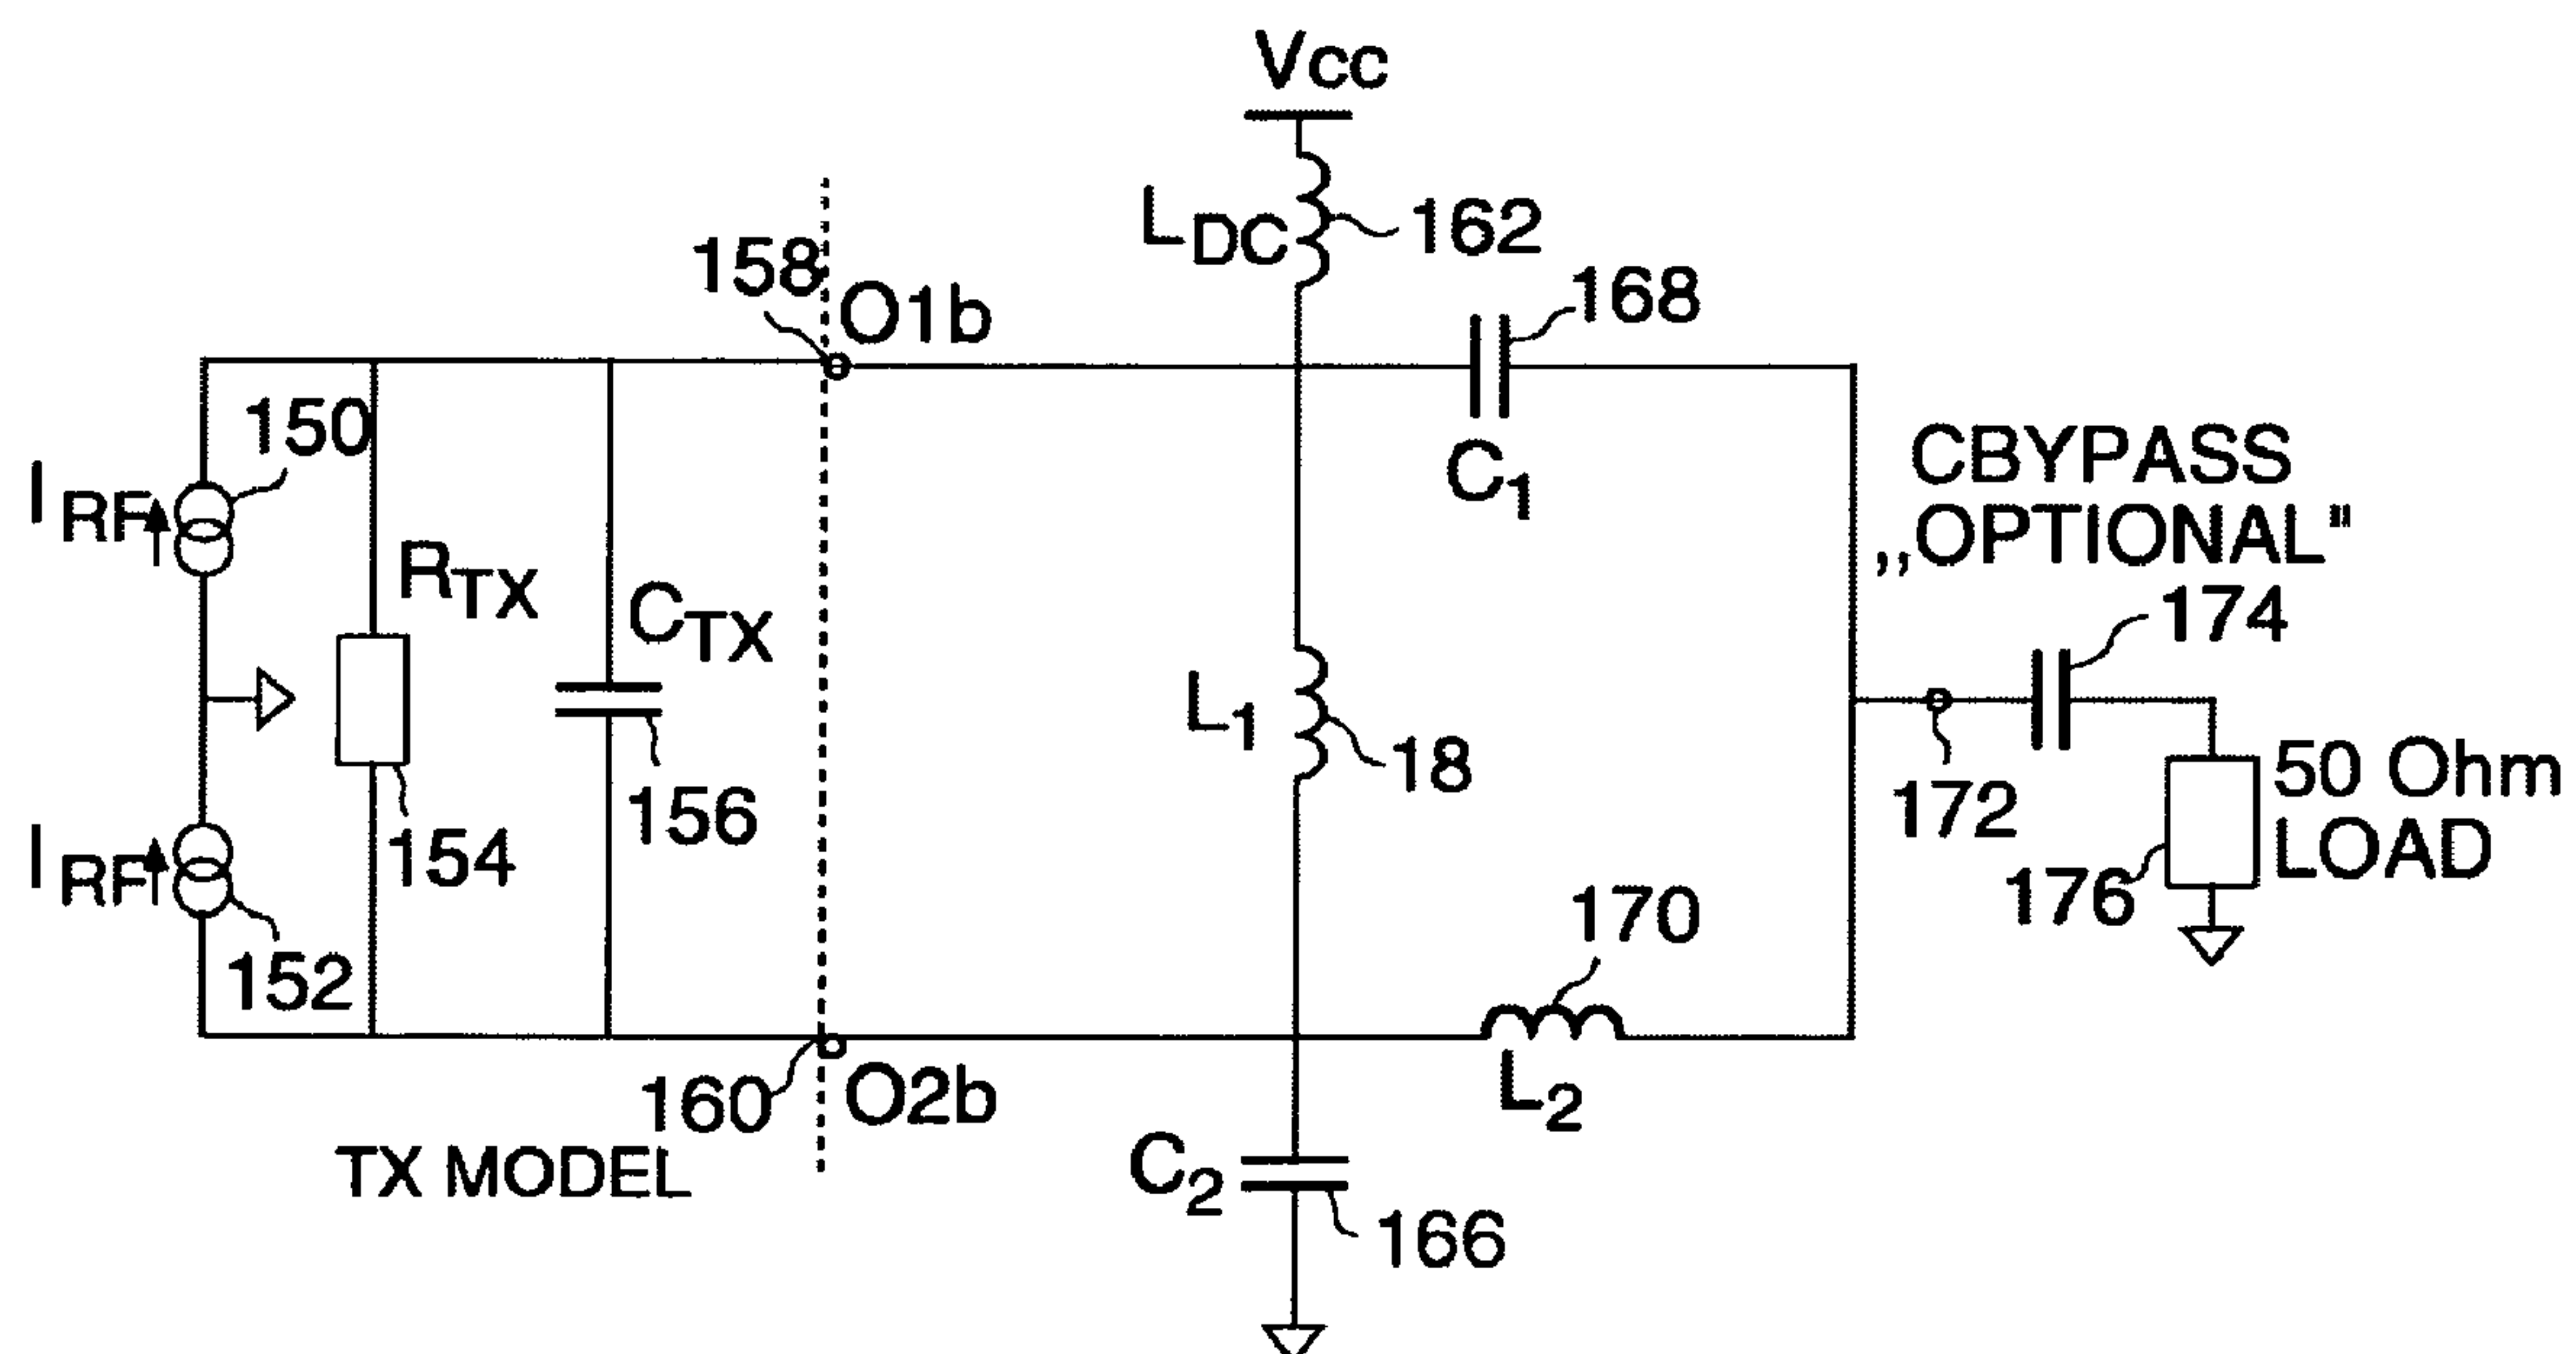 Vcc
LDC
162
158
O1b
168
150
IRF
RTX
CTX
C1
CBYPASS
,,OPTIONAL"
174
L1
18
172
50 Ohm
LOAD
176
156
154
IRF
152
170
160
O2b
L2
TX MODEL
C2
166